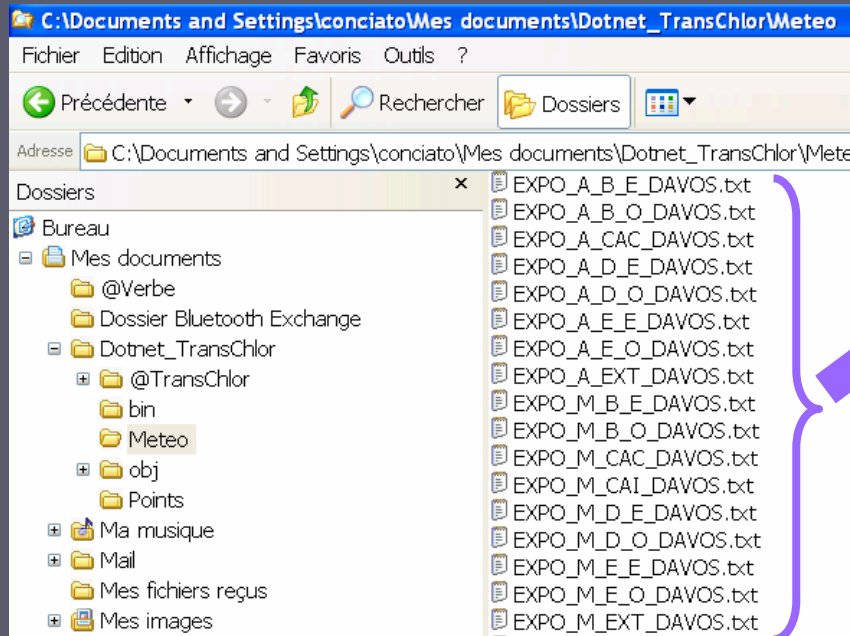 C:\Documents and Settings\conciato\Mes documents\Dotnet_TransChlor\Meteo
Fichier Edition Affichage Favoris Outils ?
Précédente Rechercher Dossiers
Adresse C:\Documents and Settings\conciato\Mes documents\Dotnet_TransChlor\Mete
Dossiers
Bureau
Mes documents
@Verbe
Dossier Bluetooth Exchange
Dotnet_TransChlor
@TransChlor
bin
Meteo
obj
Points
Ma musique
Mail
Mes fichiers reçus
Mes images
EXPO_A_B_E_DAVOS.txt
EXPO_A_B_O_DAVOS.txt
EXPO_A_CAC_DAVOS.txt
EXPO_A_D_E_DAVOS.txt
EXPO_A_D_O_DAVOS.txt
EXPO_A_E_E_DAVOS.txt
EXPO_A_E_O_DAVOS.txt
EXPO_A_EXT_DAVOS.txt
EXPO_M_B_E_DAVOS.txt
EXPO_M_B_O_DAVOS.txt
EXPO_M_CAC_DAVOS.txt
EXPO_M_CAI_DAVOS.txt
EXPO_M_D_E_DAVOS.txt
EXPO_M_D_O_DAVOS.txt
EXPO_M_E_E_DAVOS.txt
EXPO_M_E_O_DAVOS.txt
EXPO_M_EXT_DAVOS.txt